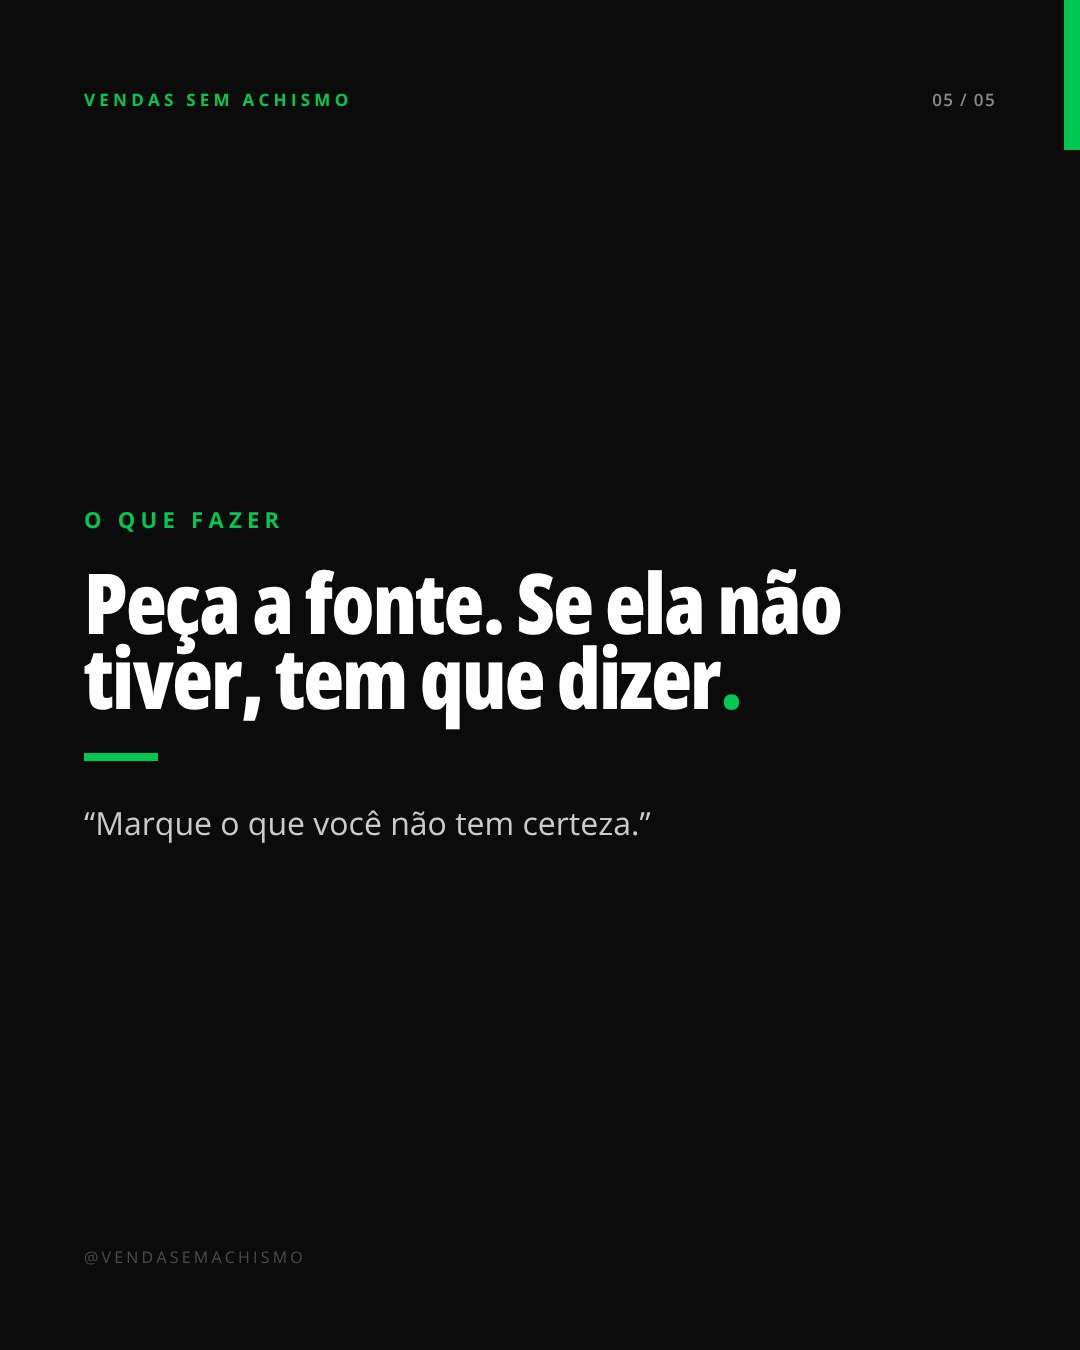 VENDAS SEM ACHISMO
05 / 05
O QUE FAZER
Peça a fonte. Se ela não
tiver, tem que dizer.
“Marque o que você não tem certeza.”
@VENDASEMACHISMO